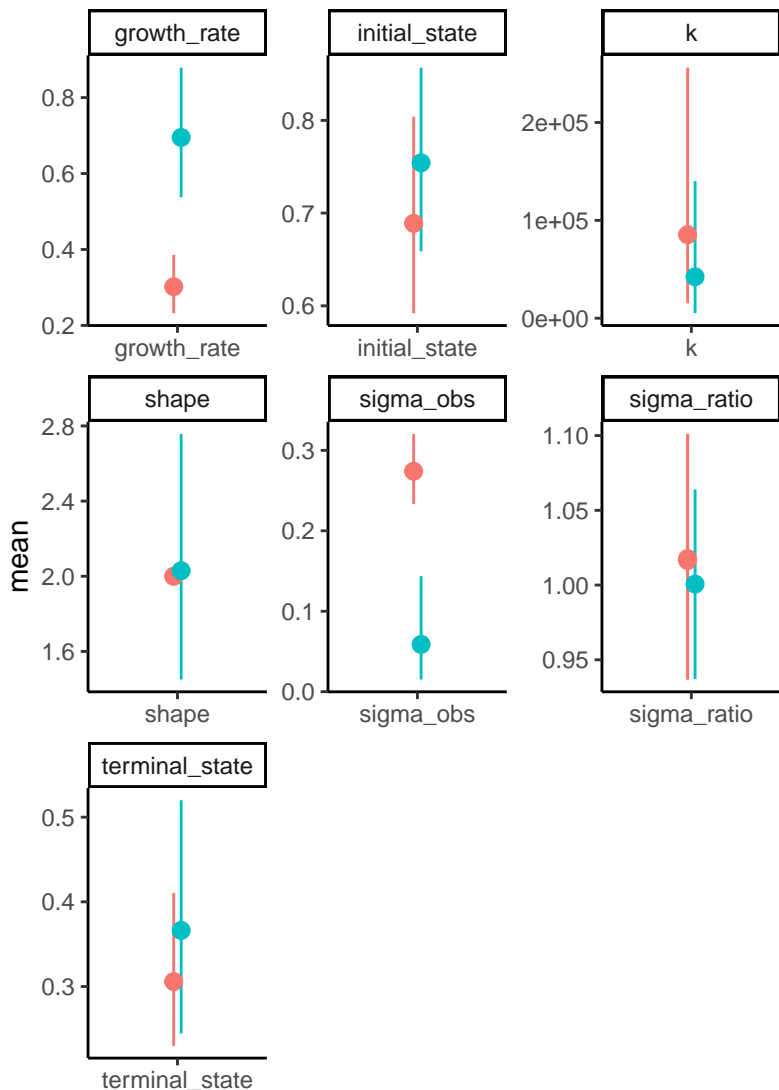 growth_rate
initial_state
k
0.8
0.6
0.4
0.2
0.8
0.7
0.6
2e+05
1e+05
0e+00
growth_rate
initial_state
k
shape
sigma_obs
sigma_ratio
mean
2.8
2.4
2.0
1.6
0.3
0.2
0.1
0.0
1.10
1.05
1.00
0.95
shape
sigma_obs
sigma_ratio
terminal_state
0.5
0.4
0.3
terminal_state